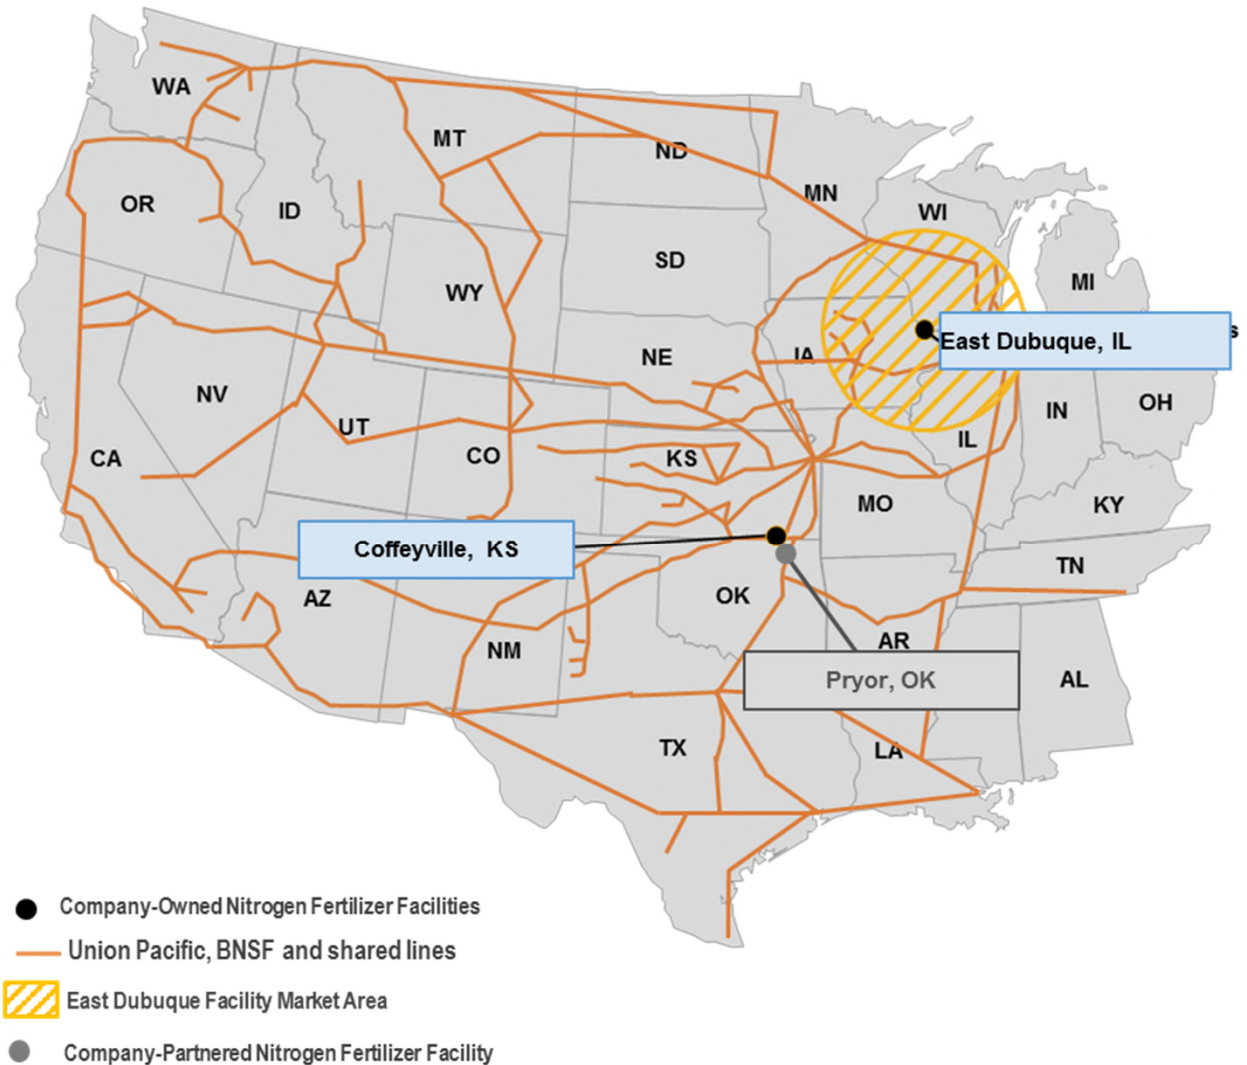 WA
MT
ND
MN
OR
ID
WI
SD
MI
WY
East Dubuque, IL
s
NE
IA
NV
UT
IN
OH
CA
CO
KS
IL
MO
KY
Coffeyville, KS
TN
AZ
OK
NM
AR
Pryor, OK
AL
TX
LA
Company-Owned Nitrogen Fertilizer Facilities
Union Pacific, BNSF and shared lines
East Dubuque Facility Market Area
Company-Partnered Nitrogen Fertilizer Facility